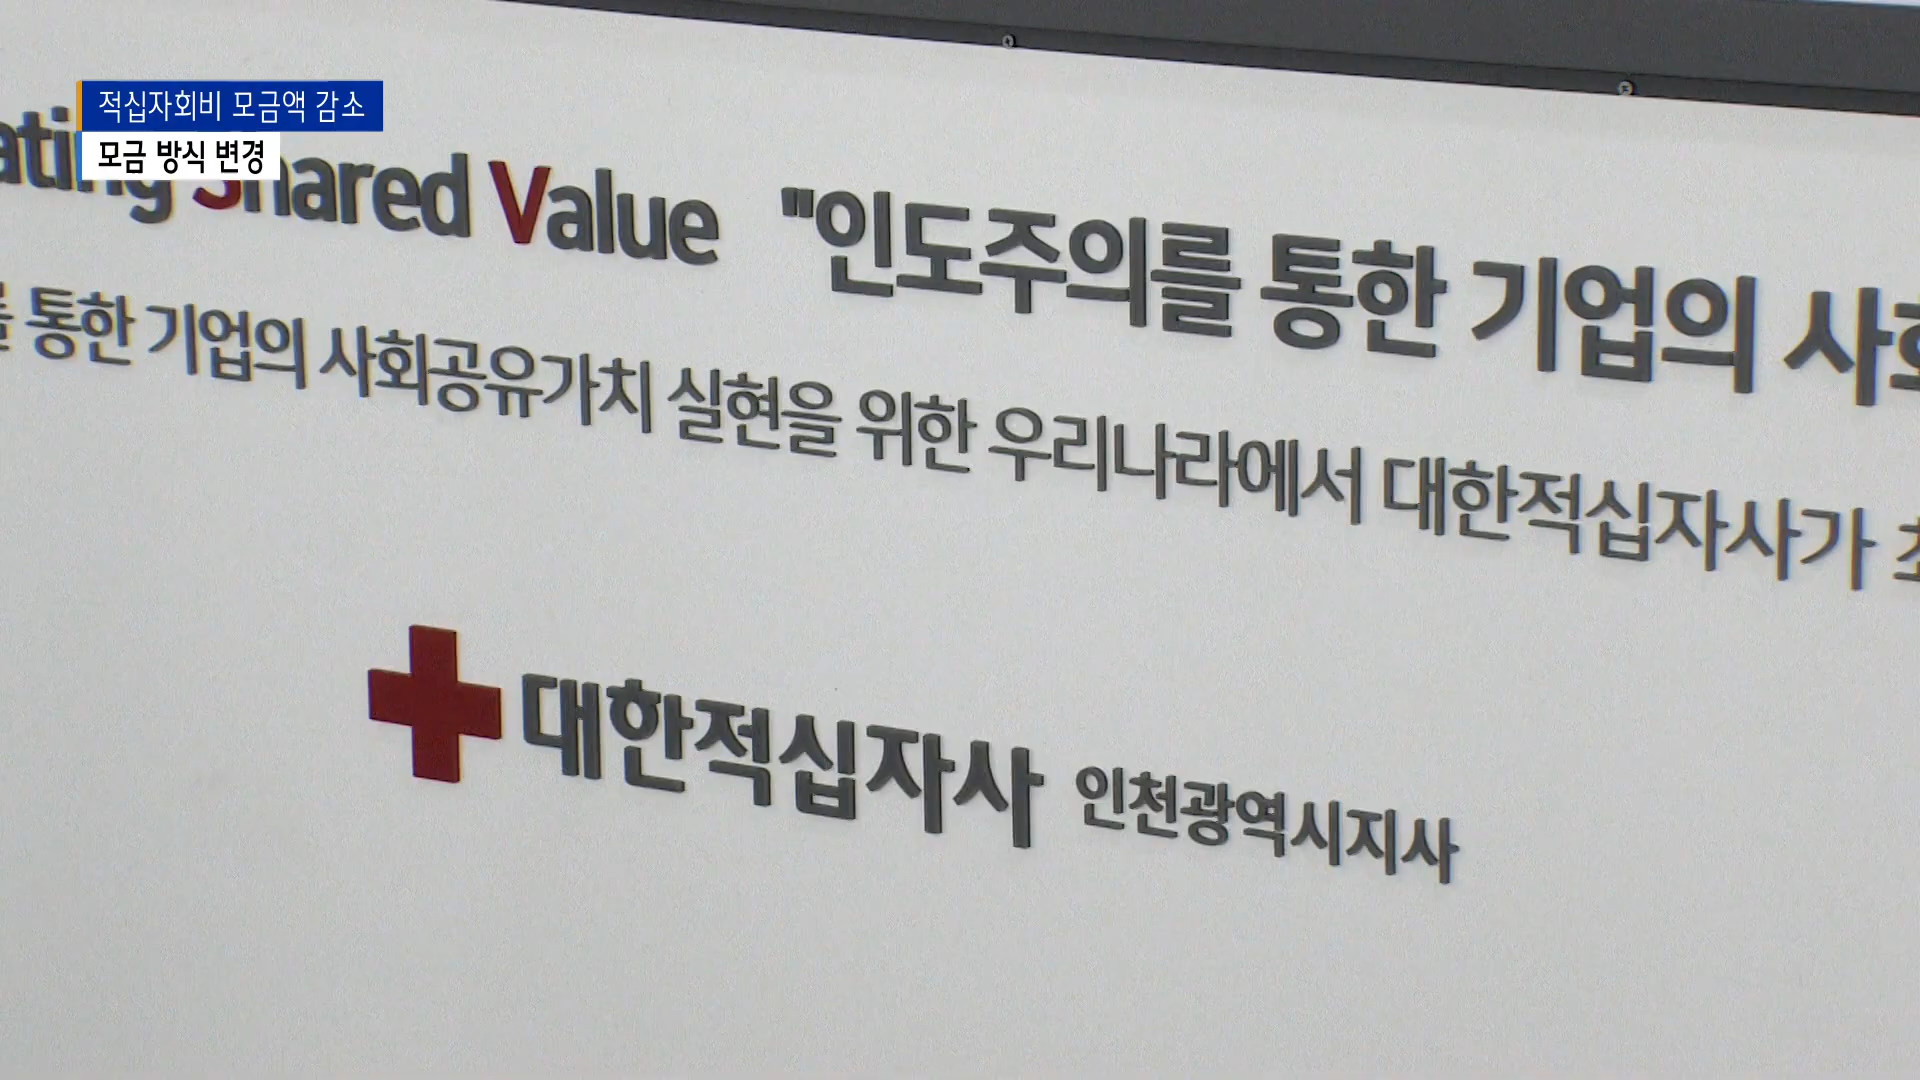 적십자회비 모금액 감소
모금 방식 변경
Shared Value "인도주의를 통한 기업의
통한 기업의 사회공유가치 실현을 위한 우리나라에서 대한적십자사가
대한적십자사 인천광역시지사